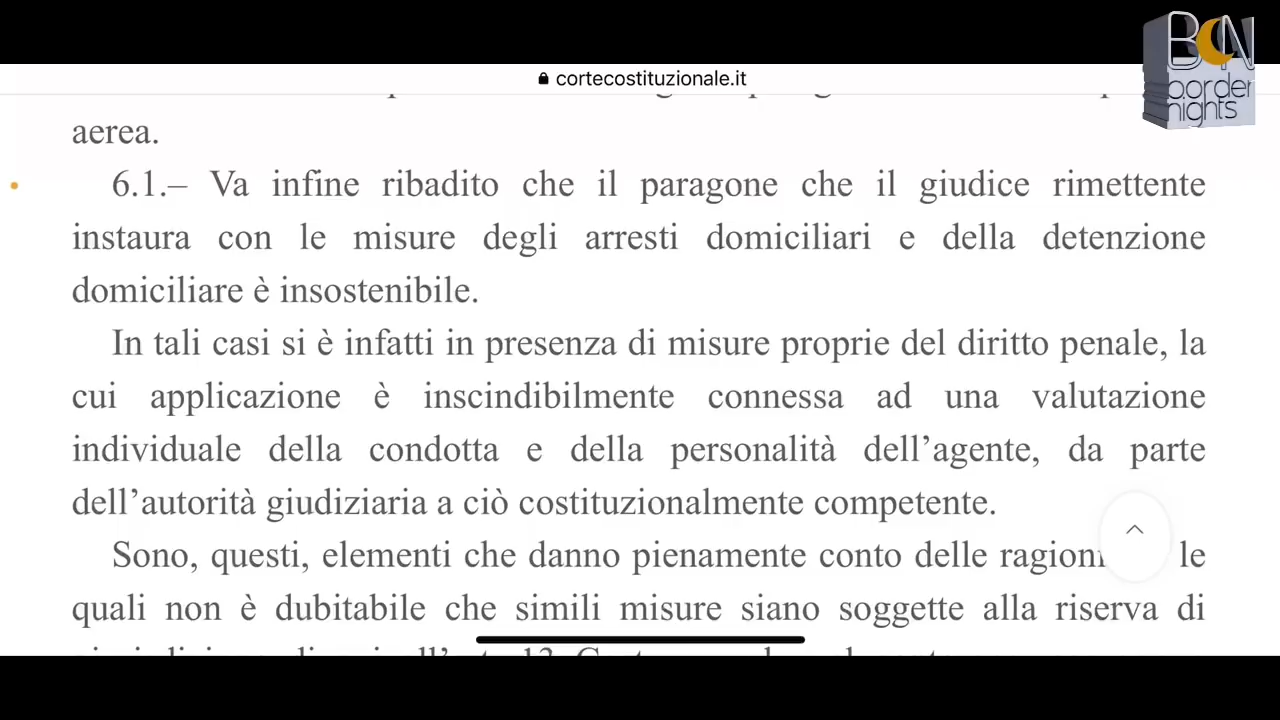 BCN
border
nights
cortecostituzionale.it
aerea.
6.1.– Va infine ribadito che il paragone che il giudice rimettente
instaura con le misure degli arresti domiciliari e della detenzione
domiciliare è insostenibile.
In tali casi si è infatti in presenza di misure proprie del diritto penale, la
cui applicazione è inscindibilmente connessa ad una valutazione
individuale della condotta e della personalità dell’agente, da parte
dell’autorità giudiziaria a ciò costituzionalmente competente.
Sono, questi, elementi che danno pienamente conto delle ragioni le
quali non è dubitabile che simili misure siano soggette alla riserva di